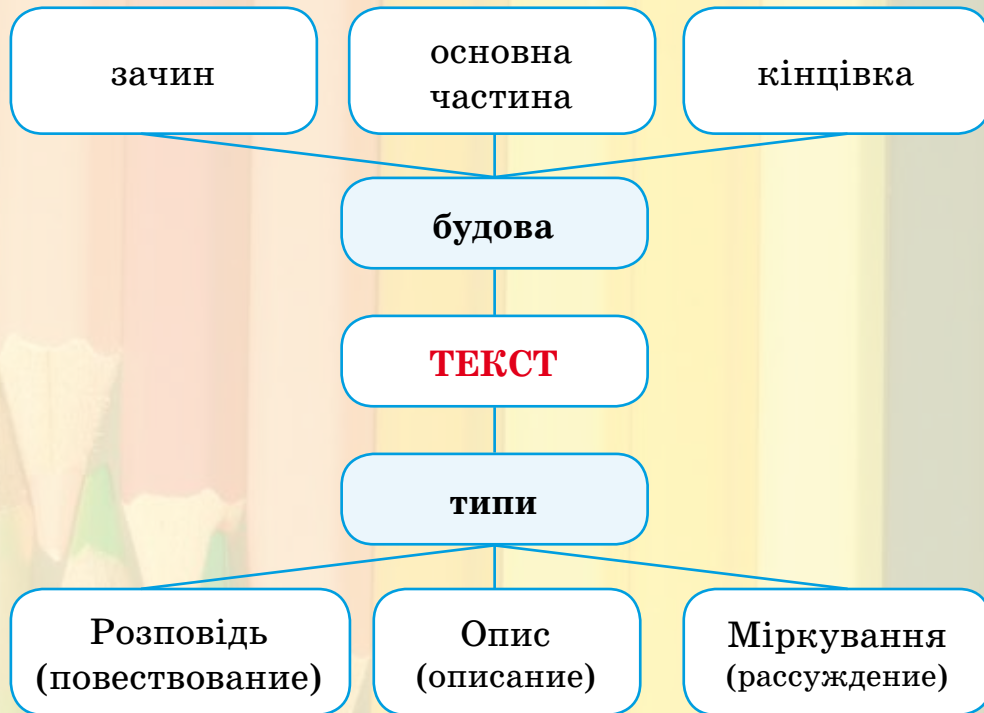 зачин
основна
частина
кінцівка
будова
ТЕКСТ
типи
Розповідь
(повествование)
Опис
(описание)
Міркування
(рассуждение)